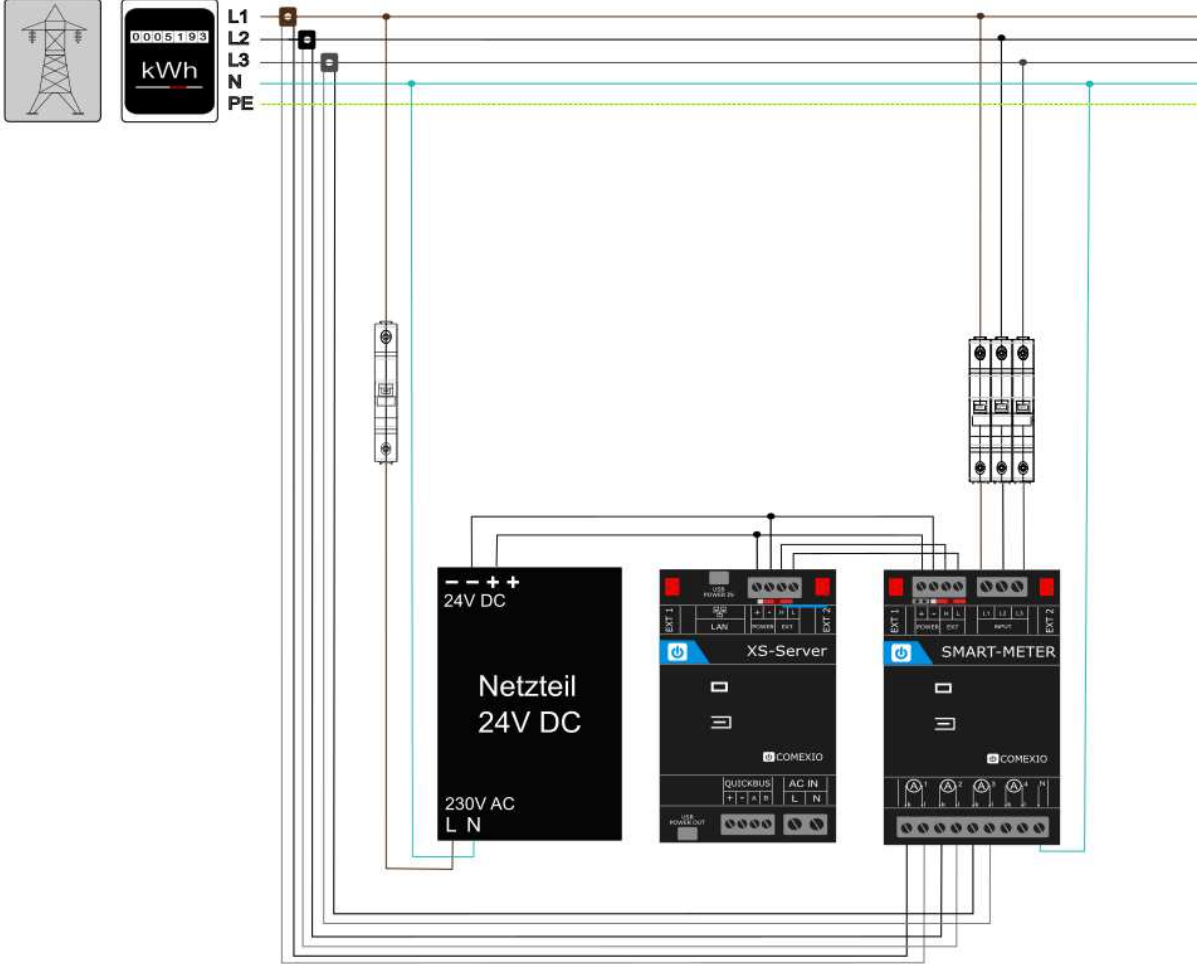 L1
0005193
L2
kWh
L3
N
PE
24V DC
Netzteil
24V DC
230V AC
L N
USB
POWER IN
EXT 1
LAN
+ - H L
POWER EXT
EXT 2
XS-Server
COMEXIO
QUICKBUS AC IN
+ - A B L N
USB
POWER OUT
EXT 1
+ - H L L1 L2 L3
POWER EXT INPUT
EXT 2
SMART-METER
COMEXIO
A 1 A 2 A 3 A 4 N
k l k l k l k l